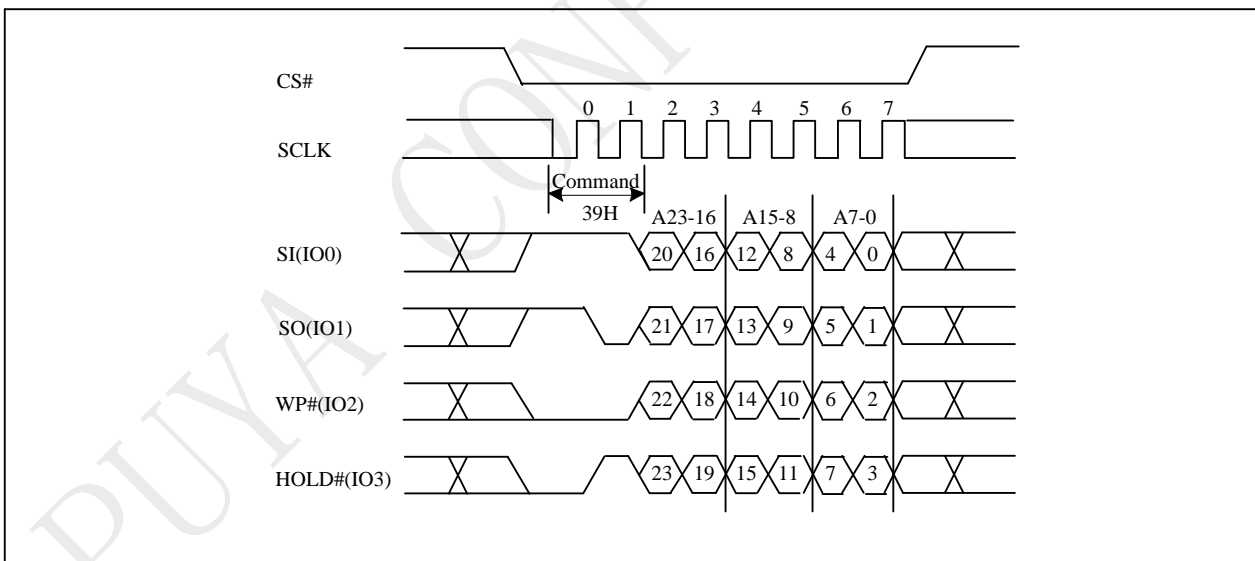 PUYA CONF
CS#
0 1 2 3 4 5 6 7
SCLK
Command
39H
A23-16 A15-8 A7-0
SI(IO0) 20 16 12 8 4 0
SO(IO1) 21 17 13 9 5 1
WP#(IO2) 22 18 14 10 6 2
HOLD#(IO3) 23 19 15 11 7 3